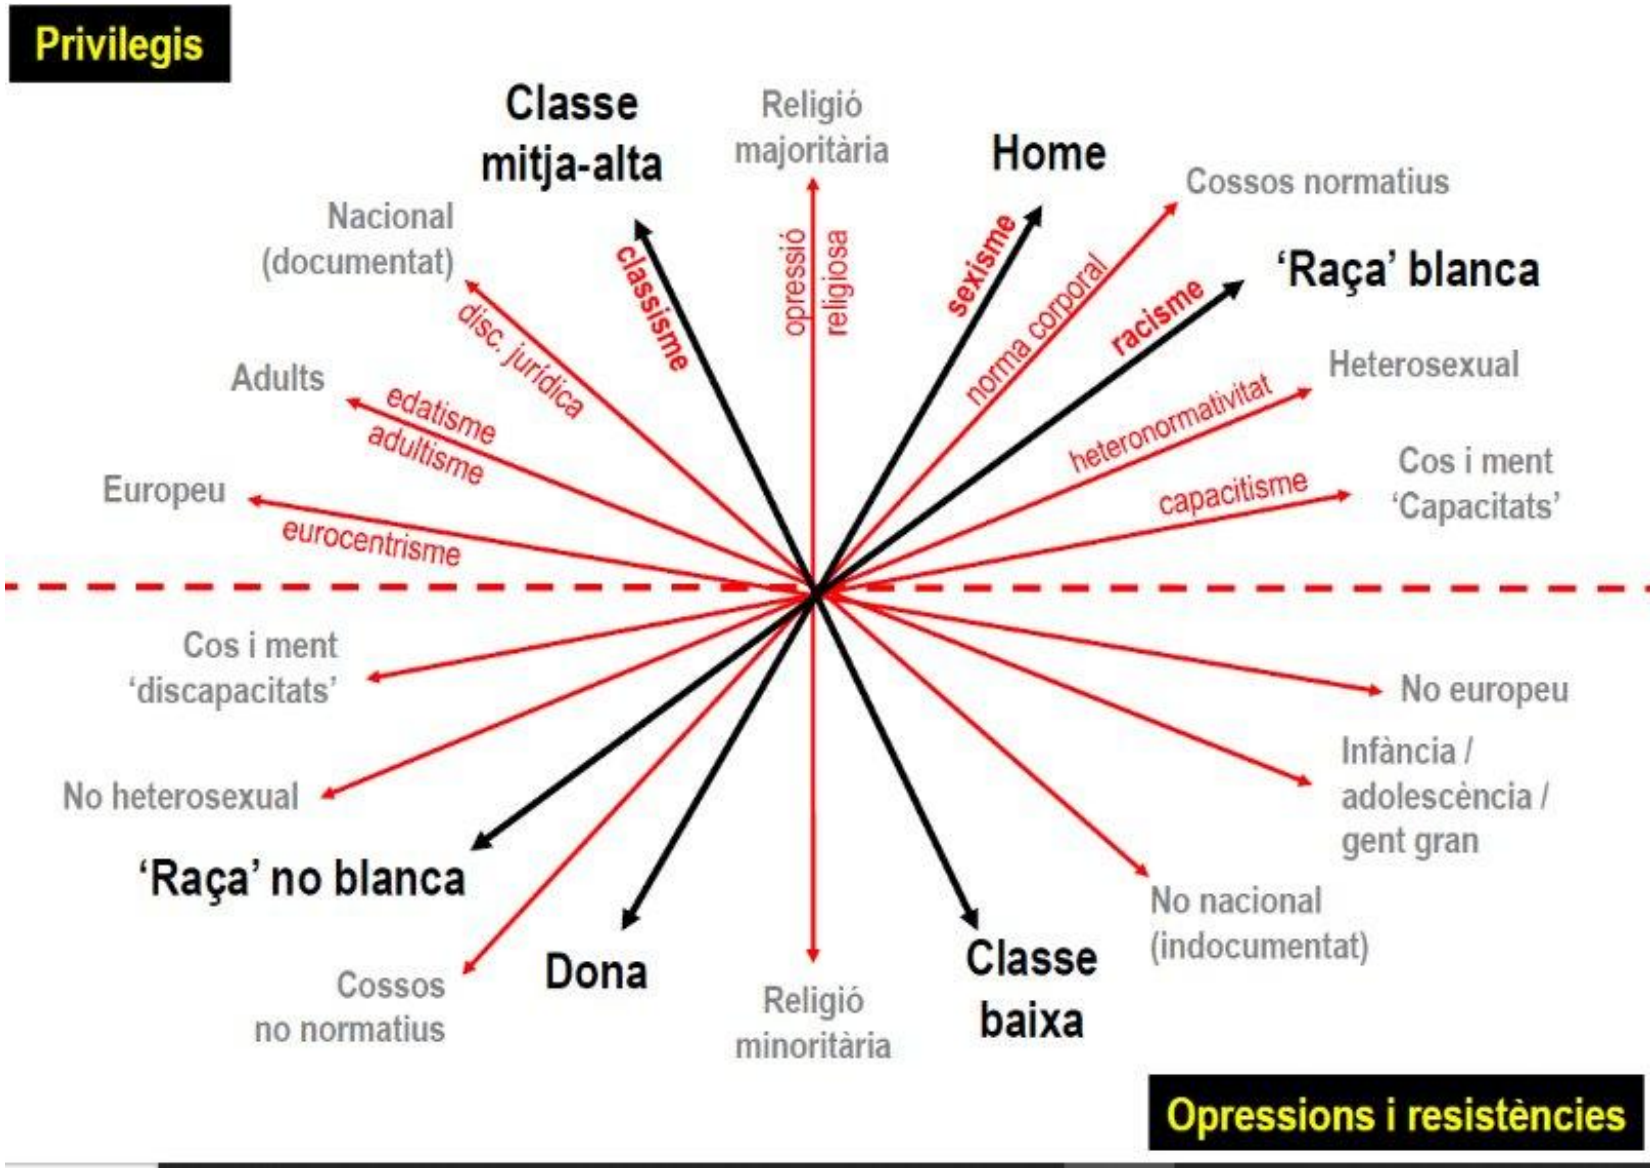 Privilegis
Classe
mitja-alta
Religió
majoritària
Home
Cossos normatius
Nacional
(documentat)
‘Raça’ blanca
Adults
Heterosexual
Europeu
Cos i ment
‘Capacitats’
classisme
opressió
religiosa
sexisme
norma corporal
racisme
disc. jurídica
edatisme
adultisme
heteronormativitat
capacitisme
eurocentrisme
Cos i ment
‘discapacitats’
No europeu
No heterosexual
Infància /
adolescència /
gent gran
‘Raça’ no blanca
No nacional
(indocumentat)
Cossos
no normatius
Dona
Religió
minoritària
Classe
baixa
Opressions i resistències